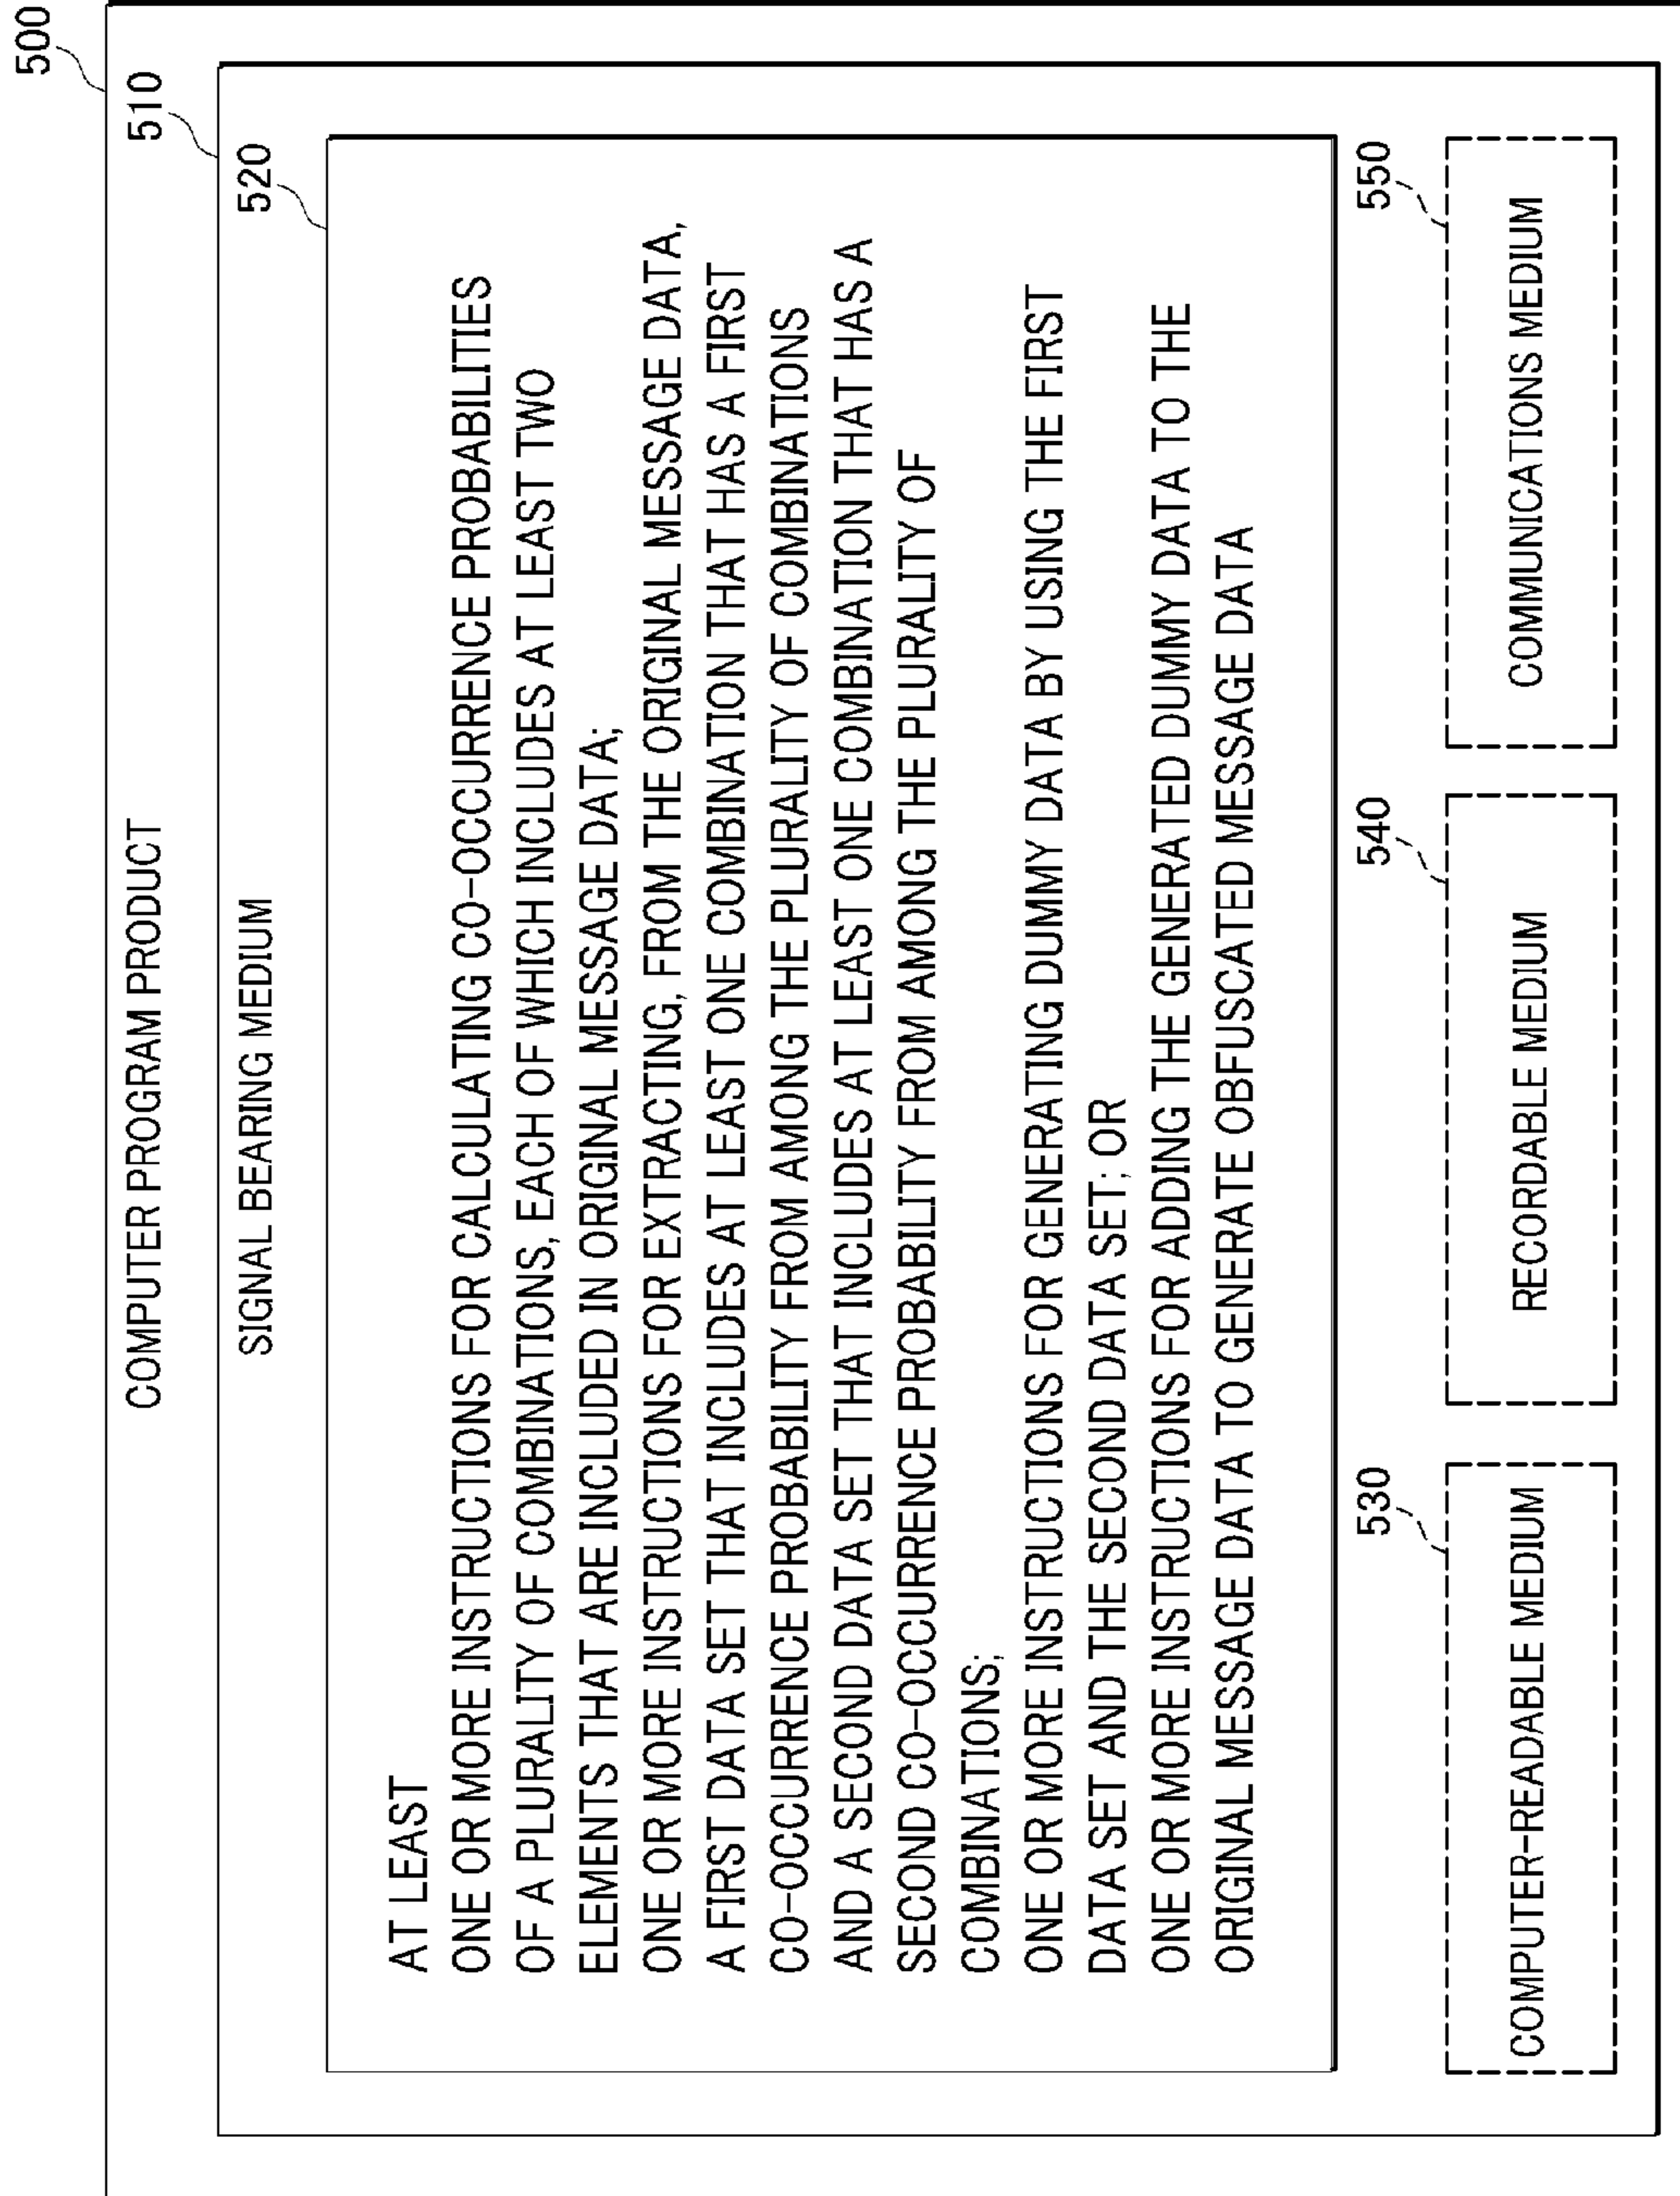 500
COMPUTER PROGRAM PRODUCT
510
SIGNAL BEARING MEDIUM
520
AT LEAST
ONE OR MORE INSTRUCTIONS FOR CALCULATING CO-OCCURRENCE PROBABILITIES
OF A PLURALITY OF COMBINATIONS, EACH OF WHICH INCLUDES AT LEAST TWO
ELEMENTS THAT ARE INCLUDED IN ORIGINAL MESSAGE DATA;
ONE OR MORE INSTRUCTIONS FOR EXTRACTING, FROM THE ORIGINAL MESSAGE DATA,
A FIRST DATA SET THAT INCLUDES AT LEAST ONE COMBINATION THAT HAS A FIRST
CO-OCCURRENCE PROBABILITY FROM AMONG THE PLURALITY OF COMBINATIONS
AND A SECOND DATA SET THAT INCLUDES AT LEAST ONE COMBINATION THAT HAS A
SECOND CO-OCCURRENCE PROBABILITY FROM AMONG THE PLURALITY OF
COMBINATIONS;
ONE OR MORE INSTRUCTIONS FOR GENERATING DUMMY DATA BY USING THE FIRST
DATA SET AND THE SECOND DATA SET; OR
ONE OR MORE INSTRUCTIONS FOR ADDING THE GENERATED DUMMY DATA TO THE
ORIGINAL MESSAGE DATA TO GENERATE OBFUSCATED MESSAGE DATA
530
COMPUTER-READABLE MEDIUM
540
RECORDABLE MEDIUM
550
COMMUNICATIONS MEDIUM